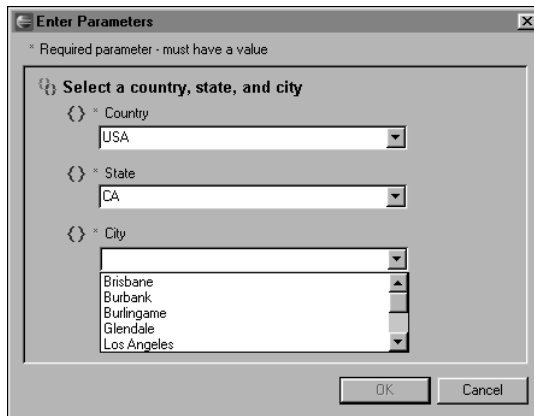 Enter Parameters
* Required parameter - must have a value
{} Select a country, state, and city
{} * Country
USA
{} * State
CA
{} * City
Brisbane
Burbank
Burlingame
Glendale
Los Angeles
OK Cancel